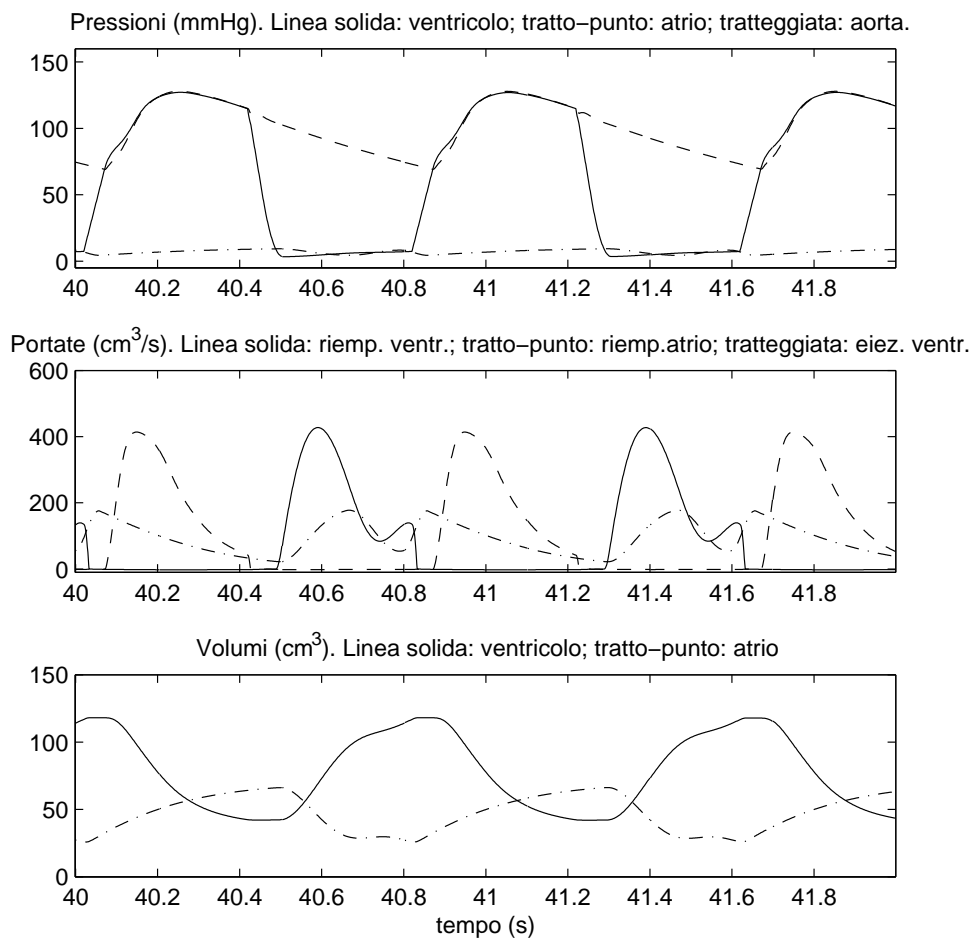 Pressioni (mmHg). Linea solida: ventricolo; tratto−punto: atrio; tratteggiata: aorta.
150
100
50
0
40 40.2 40.4 40.6 40.8 41 41.2 41.4 41.6 41.8
Portate (cm³/s). Linea solida: riemp. ventr.; tratto−punto: riemp.atrio; tratteggiata: eiez. ventr.
600
400
200
0
40 40.2 40.4 40.6 40.8 41 41.2 41.4 41.6 41.8
Volumi (cm³). Linea solida: ventricolo; tratto−punto: atrio
150
100
50
0
40 40.2 40.4 40.6 40.8 41 41.2 41.4 41.6 41.8
tempo (s)